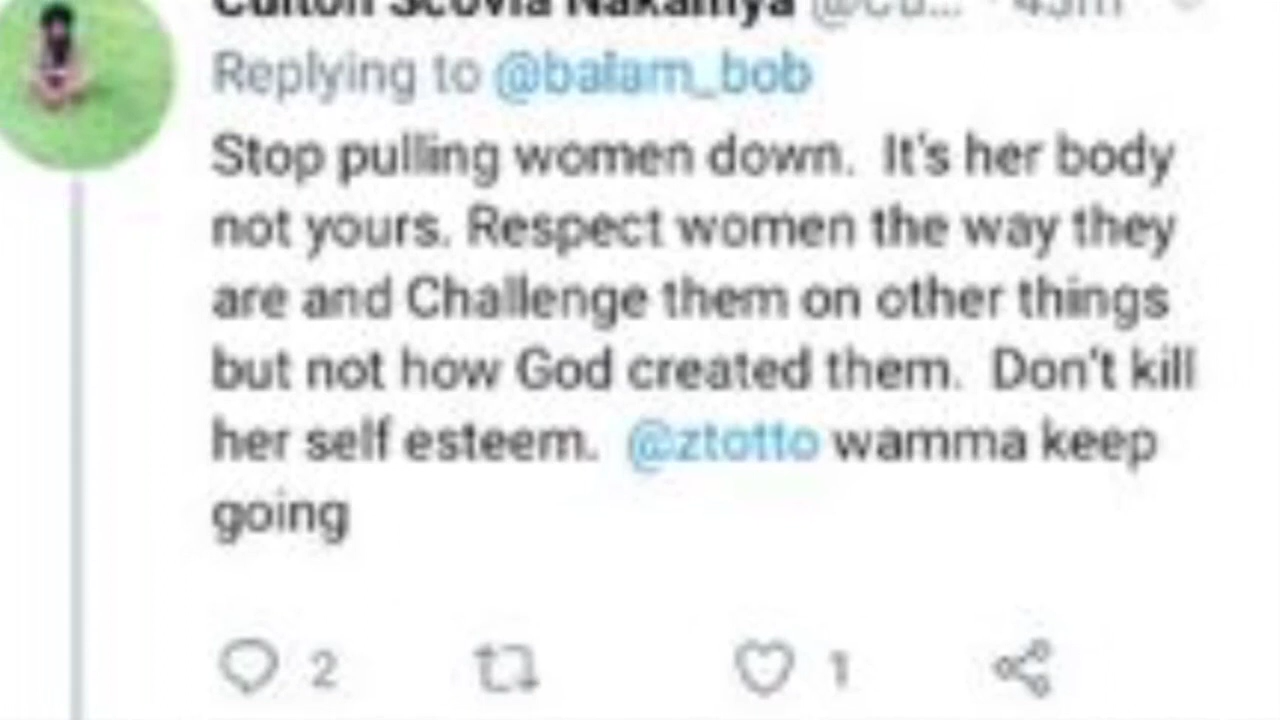 Scovia Nakamya
Replying to @balam_bob
Stop pulling women down. It's her body
not yours. Respect women the way they
are and Challenge them on other things
but not how God created them. Don't kill
her self esteem. @ztotto wamma keep
going
2 1